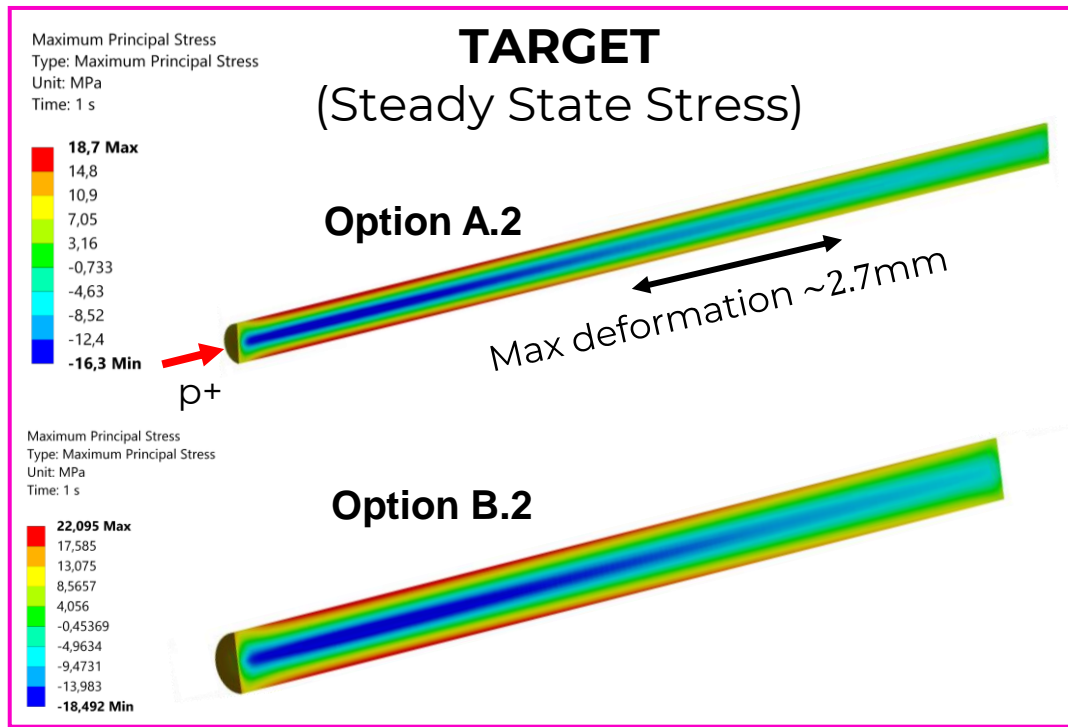 Maximum Principal Stress
Type: Maximum Principal Stress
Unit: MPa
Time: 1 s
TARGET
(Steady State Stress)
18,7 Max
14,8
10,9
7,05
3,16
-0,733
-4,63
-8,52
-12,4
-16,3 Min
Option A.2
Max deformation ~2.7mm
p+
Maximum Principal Stress
Type: Maximum Principal Stress
Unit: MPa
Time: 1 s
Option B.2
22,095 Max
17,585
13,075
8,5657
4,056
-0,45369
-4,9634
-9,4731
-13,983
-18,492 Min